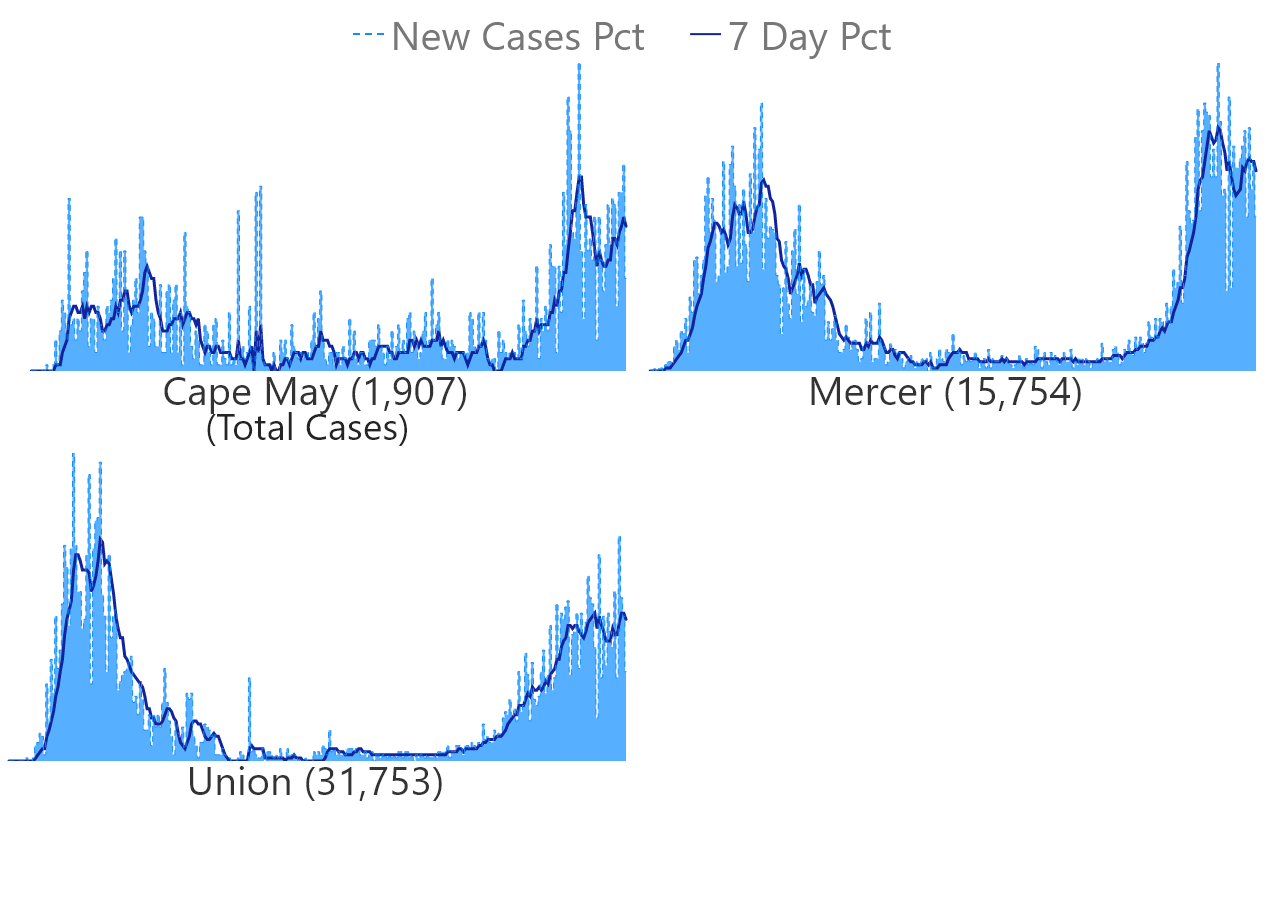 New Cases Pct 7 Day Pct
Cape May (1,907)
(Total Cases)
Mercer (15,754)
Union (31,753)